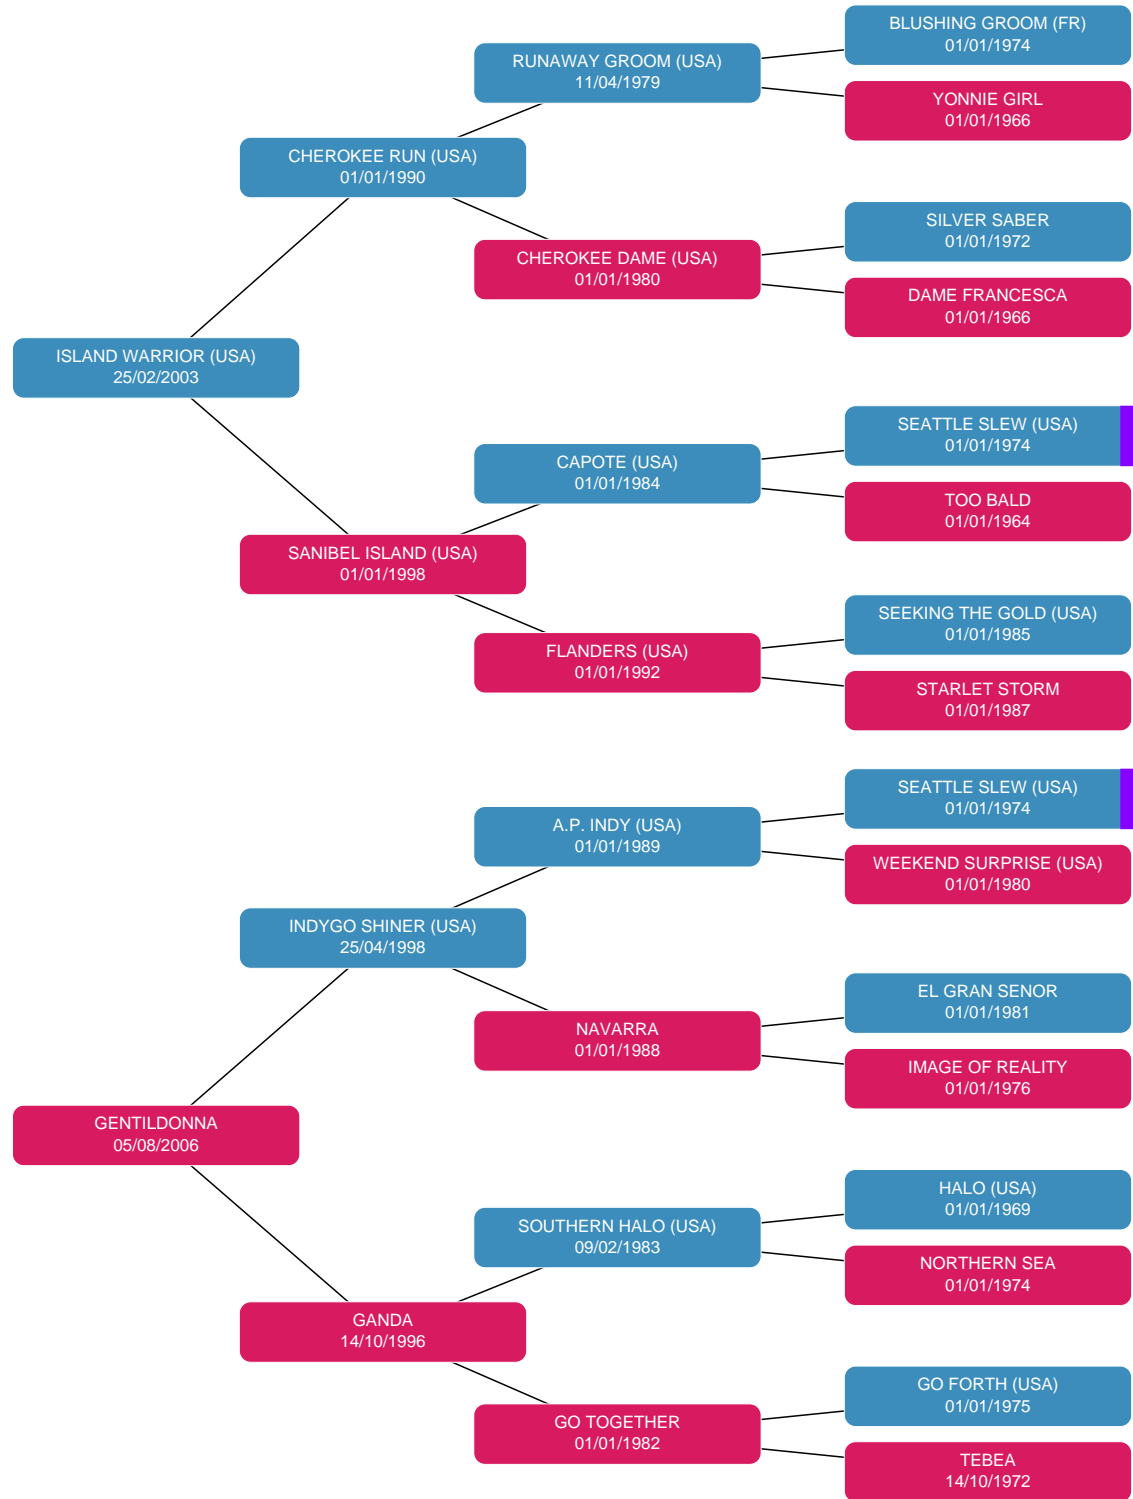 BLUSHING GROOM (FR)
01/01/1974
RUNAWAY GROOM (USA)
11/04/1979
YONNIE GIRL
01/01/1966
CHEROKEE RUN (USA)
01/01/1990
SILVER SABER
01/01/1972
CHEROKEE DAME (USA)
01/01/1980
DAME FRANCESCA
01/01/1966
ISLAND WARRIOR (USA)
25/02/2003
SEATTLE SLEW (USA)
01/01/1974
CAPOTE (USA)
01/01/1984
TOO BALD
01/01/1964
SANIBEL ISLAND (USA)
01/01/1998
SEEKING THE GOLD (USA)
01/01/1985
FLANDERS (USA)
01/01/1992
STARLET STORM
01/01/1987
SEATTLE SLEW (USA)
01/01/1974
A.P. INDY (USA)
01/01/1989
WEEKEND SURPRISE (USA)
01/01/1980
INDYGO SHINER (USA)
25/04/1998
EL GRAN SENOR
01/01/1981
NAVARRA
01/01/1988
IMAGE OF REALITY
01/01/1976
GENTILDONNA
05/08/2006
HALO (USA)
01/01/1969
SOUTHERN HALO (USA)
09/02/1983
NORTHERN SEA
01/01/1974
GANDA
14/10/1996
GO FORTH (USA)
01/01/1975
GO TOGETHER
01/01/1982
TEBEA
14/10/1972